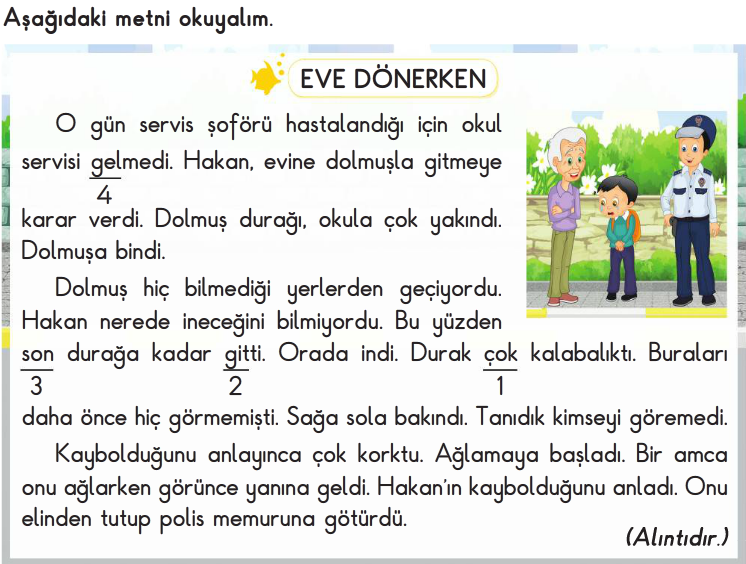 Aşağıdaki metni okuyalım.
EVE DÖNERKEN
O gün servis şoförü hastalandığı için okul
servisi gelmedi. Hakan, evine dolmuşla gitmeye
4
karar verdi. Dolmuş durağı, okula çok yakındı.
Dolmuşa bindi.
Dolmuş hiç bilmediği yerlerden geçiyordu.
Hakan nerede ineceğini bilmiyordu. Bu yüzden
son durağa kadar gitti. Orada indi. Durak çok kalabalıktı. Buraları
3 2 1
daha önce hiç görmemişti. Sağa sola bakındı. Tanıdık kimseyi göremedi.
Kaybolduğunu anlayınca çok korktu. Ağlamaya başladı. Bir amca
onu ağlarken görünce yanına geldi. Hakan'ın kaybolduğunu anladı. Onu
elinden tutup polis memuruna götürdü.
(Alıntıdır.)